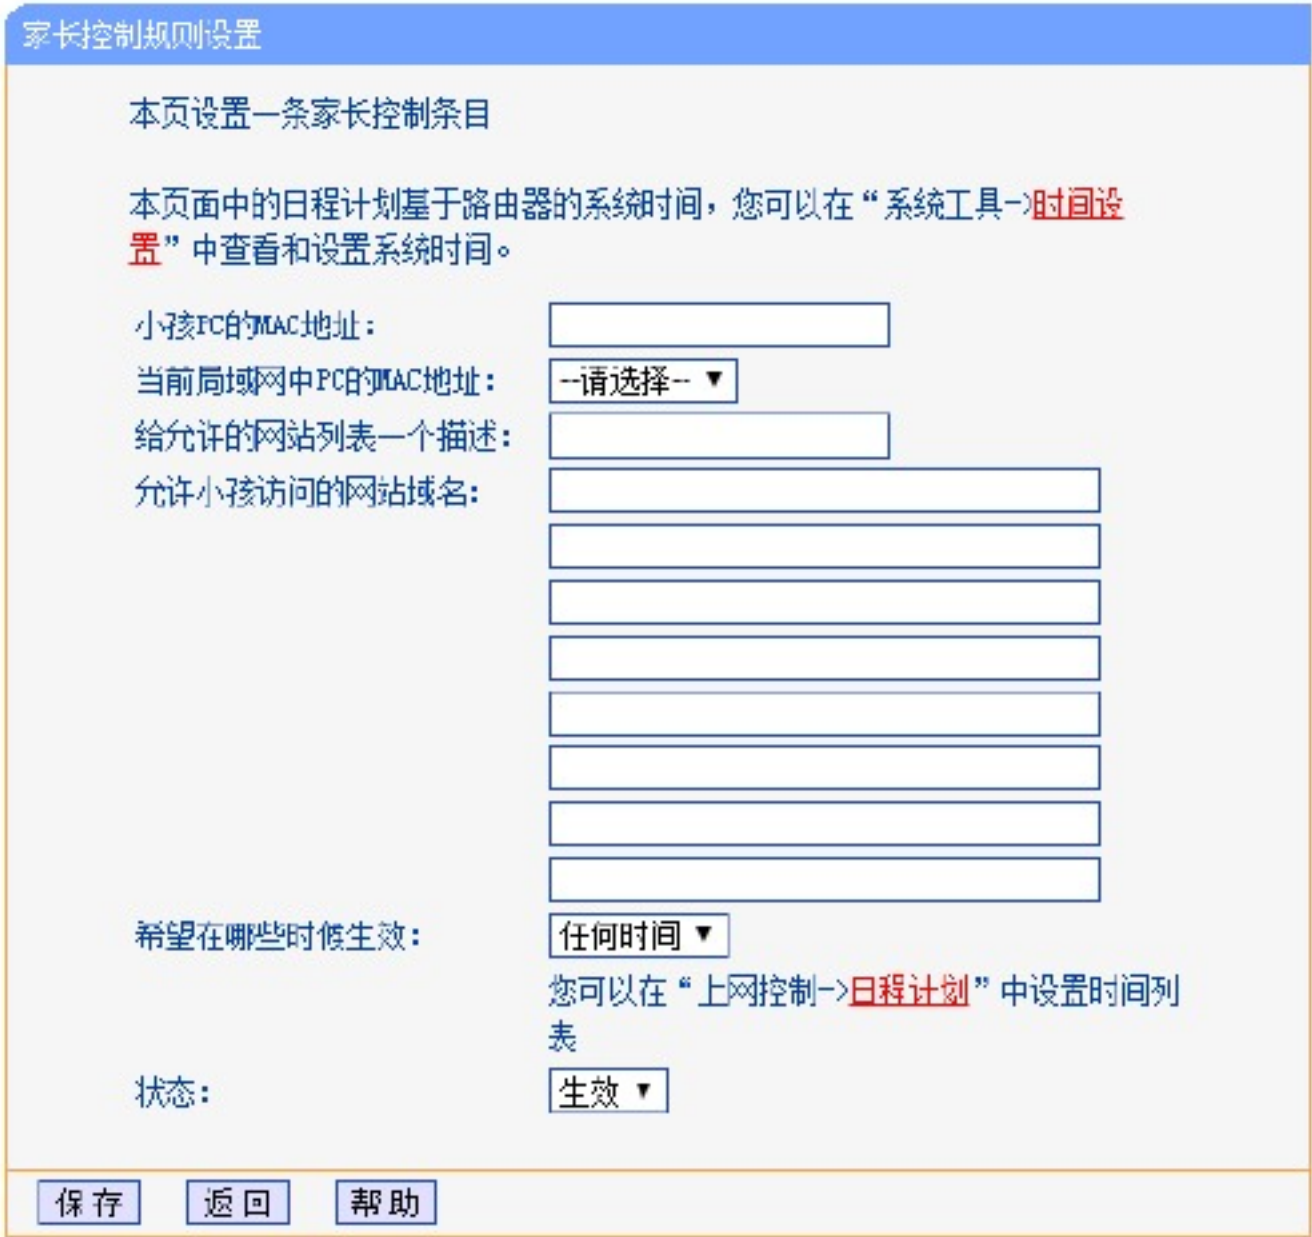 家长控制规则设置
本页设置一条家长控制条目
本页面中的日程计划基于路由器的系统时间，您可以在“系统工具->时间设
置”中查看和设置系统时间。
小孩PC的MAC地址：
当前局域网中PC的MAC地址： --请选择--
给允许的网站列表一个描述：
允许小孩访问的网站域名：
希望在哪些时候生效： 任何时间
您可以在“上网控制->日程计划”中设置时间列
表
状态： 生效
保存 返回 帮助